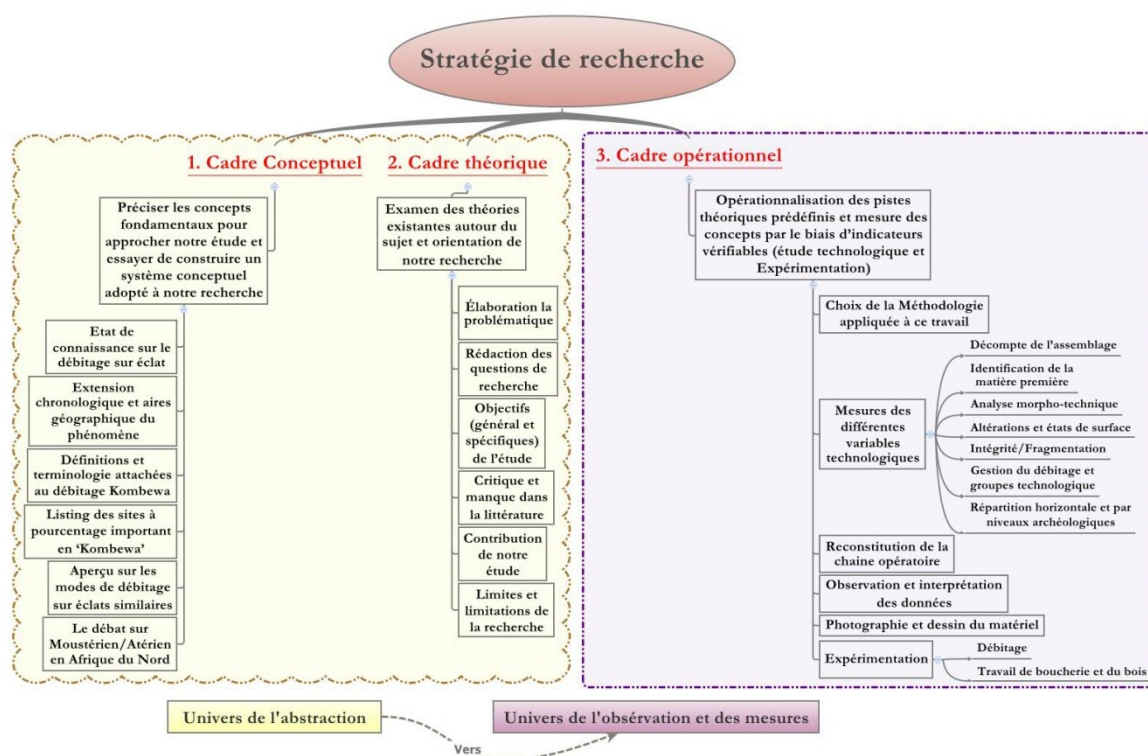 Stratégie de recherche
1. Cadre Conceptuel
Préciser les concepts
fondamentaux pour
approcher notre étude et
essayer de construire un
système conceptuel
adopté à notre recherche
Etat de
connaissance sur le
débitage sur éclat
Extension
chronologique et aires
géographique du
phénomène
Définitions et
terminologie attachées
au débitage Kombewa
Listing des sites à
pourcentage important
en ‘Kombewa’
Aperçu sur les
modes de débitage
sur éclats similaires
Le débat sur
Moustérien/Atérien
en Afrique du Nord
2. Cadre théorique
Examen des théories
existantes autour du
sujet et orientation de
notre recherche
Élaboration la
problématique
Rédaction des
questions de
recherche
Objectifs
(général et
spécifiques)
de l’étude
Critique et
manque dans
la littérature
Contribution
de notre
étude
Limites et
limitations de
la recherche
3. Cadre opérationnel
Opérationnalisation des pistes
théoriques prédéfinis et mesure des
concepts par le biais d’indicateurs
vérifiables (étude technologique et
Expérimentation)
Choix de la Méthodologie
appliquée à ce travail
Mesures des
différentes
variables
technologiques
Décompte de l’assemblage
Identification de la
matière première
Analyse morpho-technique
Altérations et états de surface
Intégrité/Fragmentation
Gestion du débitage et
groupes technologique
Répartition horizontale et par
niveaux archéologiques
Reconstitution de la
chaine opératoire
Observation et interprétation
des données
Photographie et dessin du matériel
Expérimentation
Débitage
Travail de boucherie et du bois
Univers de l'abstraction
Vers
Univers de l'obsérvation et des mesures